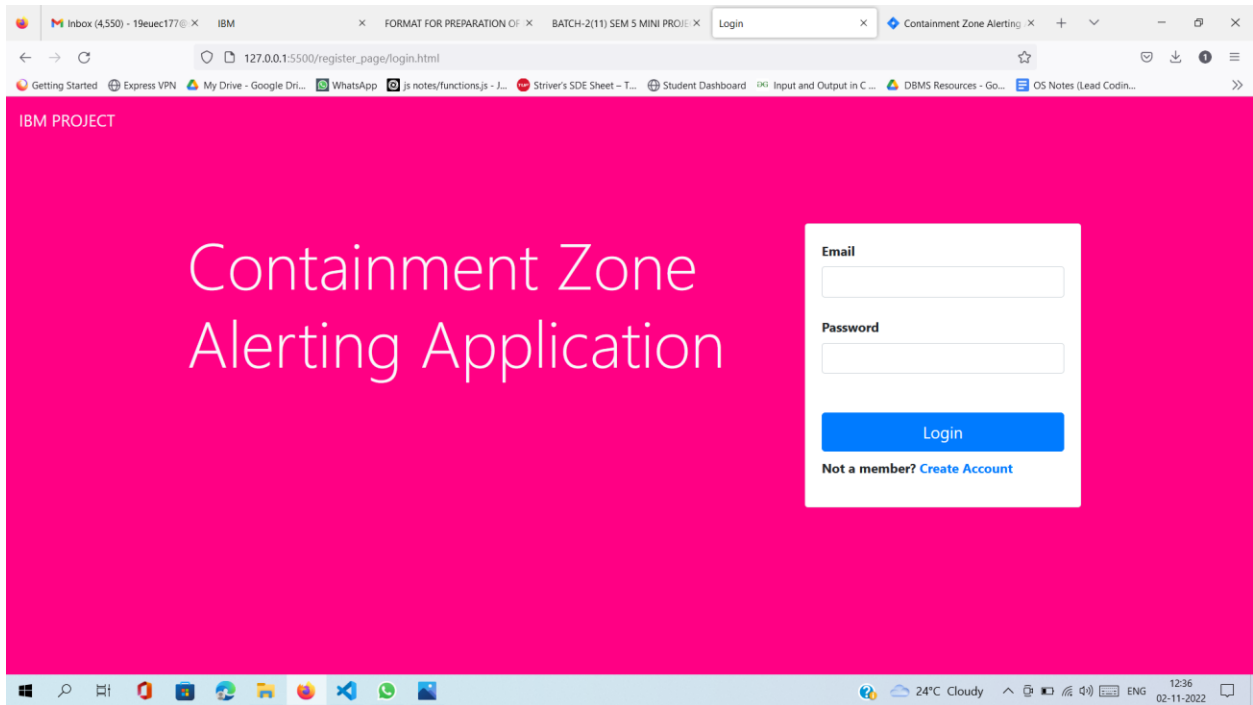 Inbox (4,550) - 19euec177@ IBM FORMAT FOR PREPARATION OF BATCH-2(11) SEM 5 MINI PROJE Login Containment Zone Alerting
127.0.0.1:5500/register_page/login.html
Getting Started Express VPN My Drive - Google Dri... WhatsApp js notes/functions.js - J... Striver's SDE Sheet – T... Student Dashboard Input and Output in C ... DBMS Resources - Go... OS Notes (Lead Codin...
IBM PROJECT
Containment Zone
Alerting Application
Email
Password
Login
Not a member? Create Account
24°C Cloudy ENG 12:36
02-11-2022